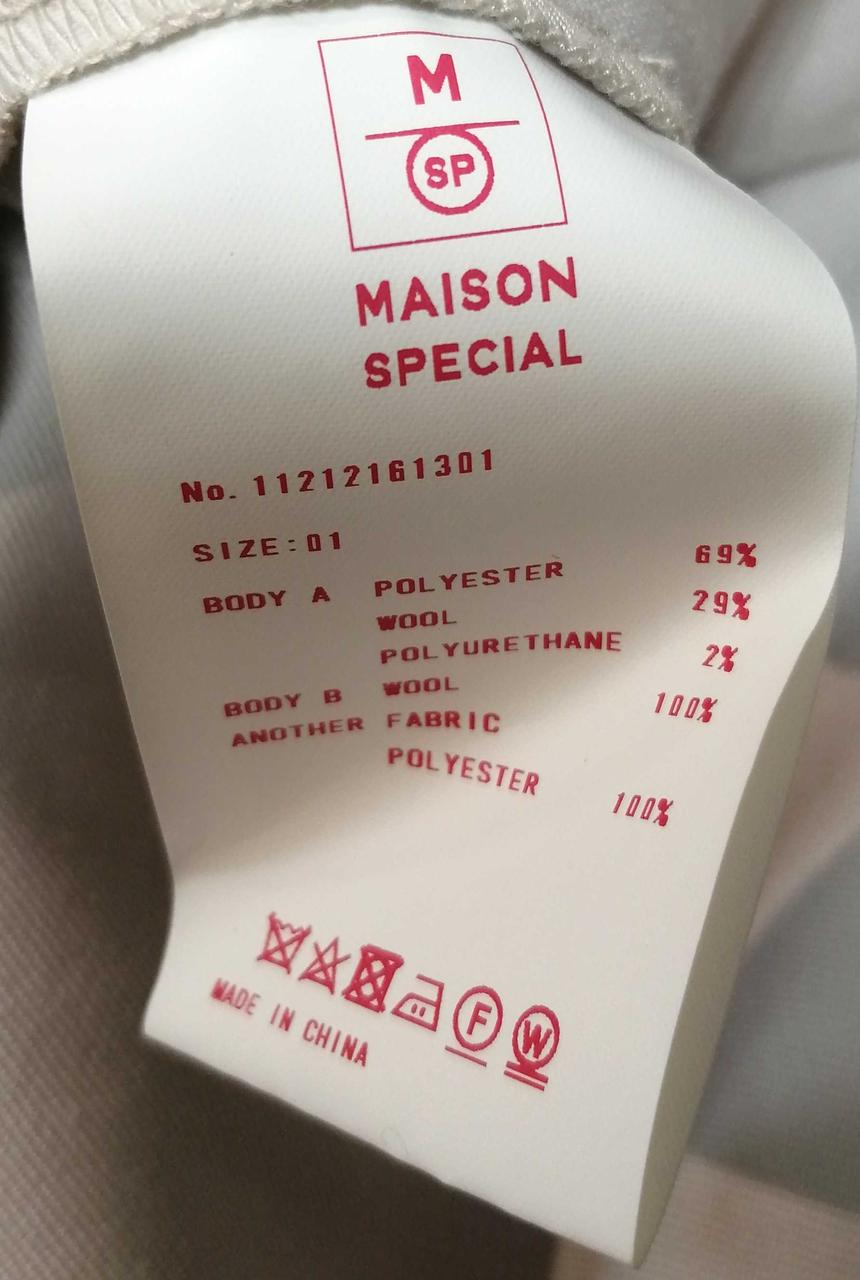 M
SP
MAISON
SPECIAL
No. 11212161301
SIZE:01
BODY A POLYESTER 69%
WOOL 29%
POLYURETHANE 2%
BODY B WOOL 100%
ANOTHER FABRIC
POLYESTER 100%
F W
MADE IN CHINA